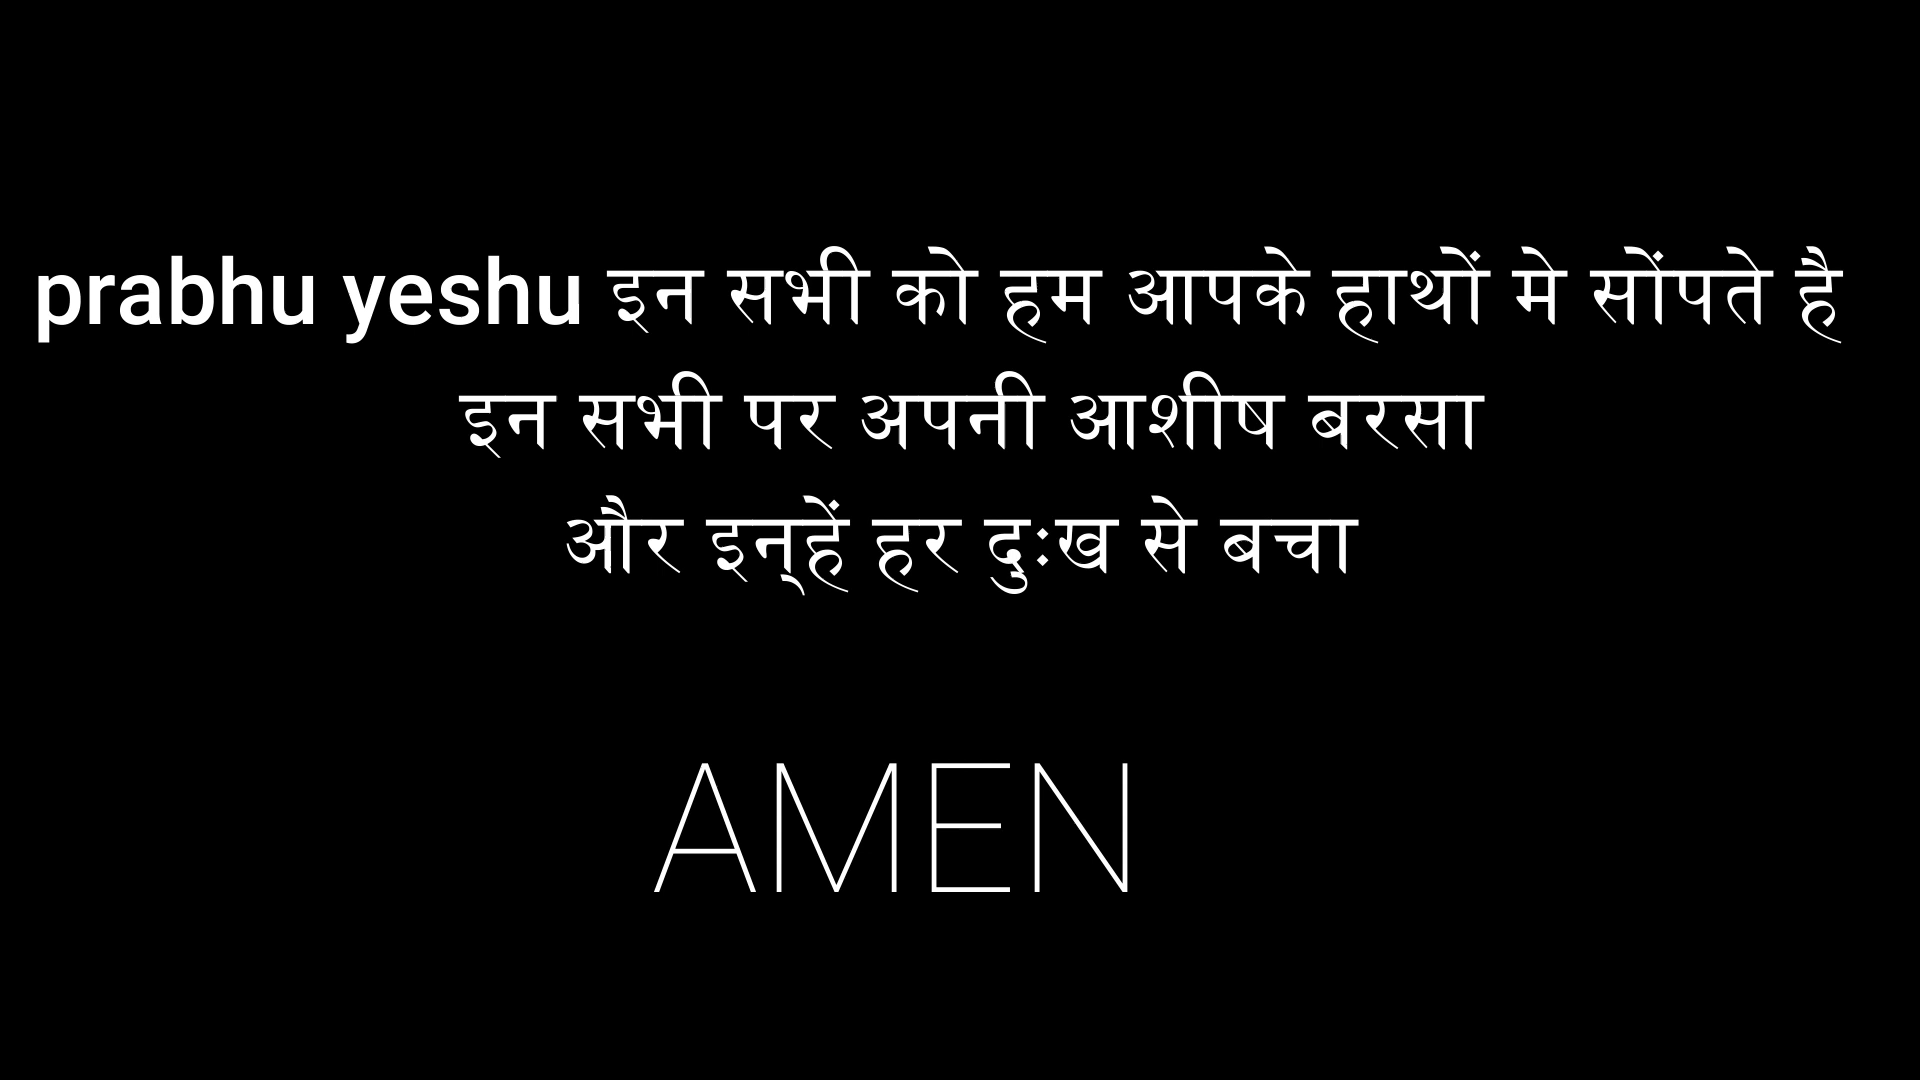 prabhu yeshu इन सभी को हम आपके हाथों मे सोंपते है
इन सभी पर अपनी आशीष बरसा
और इन्‌हें हर दुःख से बचा
AMEN